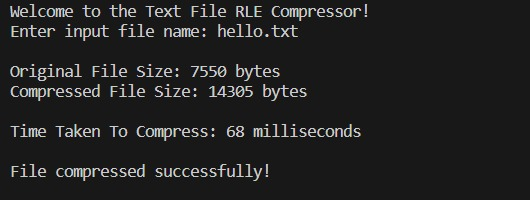 Welcome to the Text File RLE Compressor!
Enter input file name: hello.txt
Original File Size: 7550 bytes
Compressed File Size: 14305 bytes
Time Taken To Compress: 68 milliseconds
File compressed successfully!